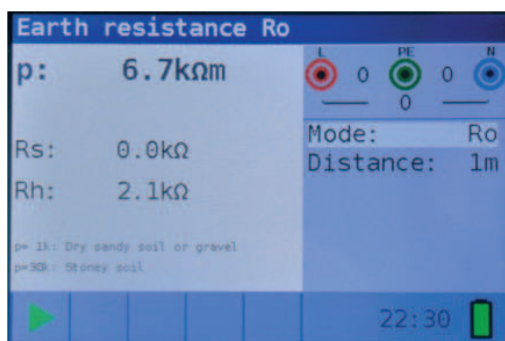 Earth resistance Ro
p: 6.7kΩm
L PE N
0 0
0
Rs: 0.0kΩ
Rh: 2.1kΩ
Mode: Ro
Distance: 1m
p= 1k: Dry sandy soil or gravel
p=30k: Stoney soil
22:30